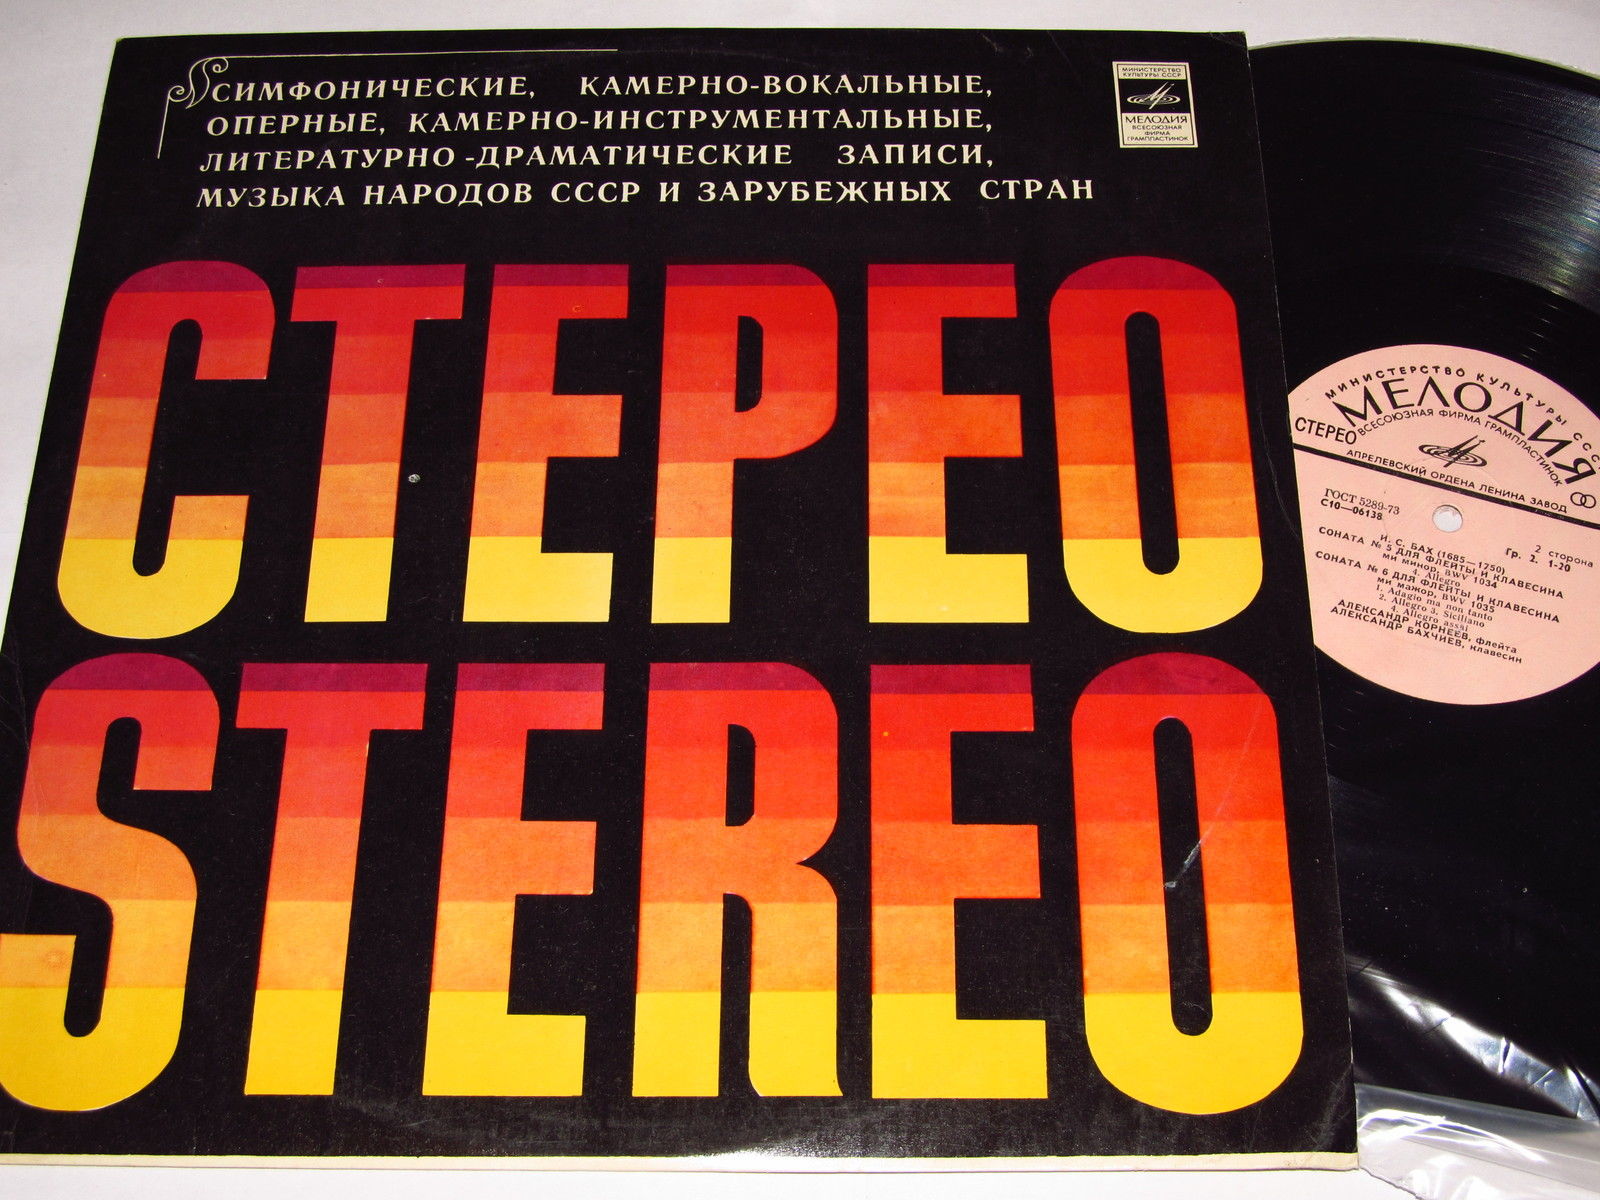 СИМФОНИЧЕСКИЕ, КАМЕРНО-ВОКАЛЬНЫЕ,
ОПЕРНЫЕ, КАМЕРНО-ИНСТРУМЕНТАЛЬНЫЕ,
ЛИТЕРАТУРНО-ДРАМАТИЧЕСКИЕ ЗАПИСИ,
МУЗЫКА НАРОДОВ СССР И ЗАРУБЕЖНЫХ СТРАН
МИНИСТЕРСТВО
КУЛЬТУРЫ СССР
МЕЛОДИЯ
ВСЕСОЮЗНАЯ
ФИРМА
ГРАМПЛАСТИНОК
СТЕРЕО
STEREO
МИНИСТЕРСТВО КУЛЬТУРЫ СССР
МЕЛОДИЯ
ВСЕСОЮЗНАЯ ФИРМА ГРАМПЛАСТИНОК
СТЕРЕО
АПРЕЛЕВСКИЙ ОРДЕНА ЛЕНИНА ЗАВОД
ГОСТ 5289-73
С10—06138
2 сторона
Гр. 2. 1-20
И. С. БАХ (1685—1750)
СОНАТА № 5 ДЛЯ ФЛЕЙТЫ И КЛАВЕСИНА
МИ МИНОР, BWV 1034
4. Allegro
СОНАТА № 6 ДЛЯ ФЛЕЙТЫ И КЛАВЕСИНА
МИ МАЖОР, BWV 1035
1. Adagio ma non tanto
2. Allegro 3. Siciliano
4. Allegro assai
АЛЕКСАНДР КОРНЕЕВ, флейта
АЛЕКСАНДР БАХЧИЕВ, клавесин